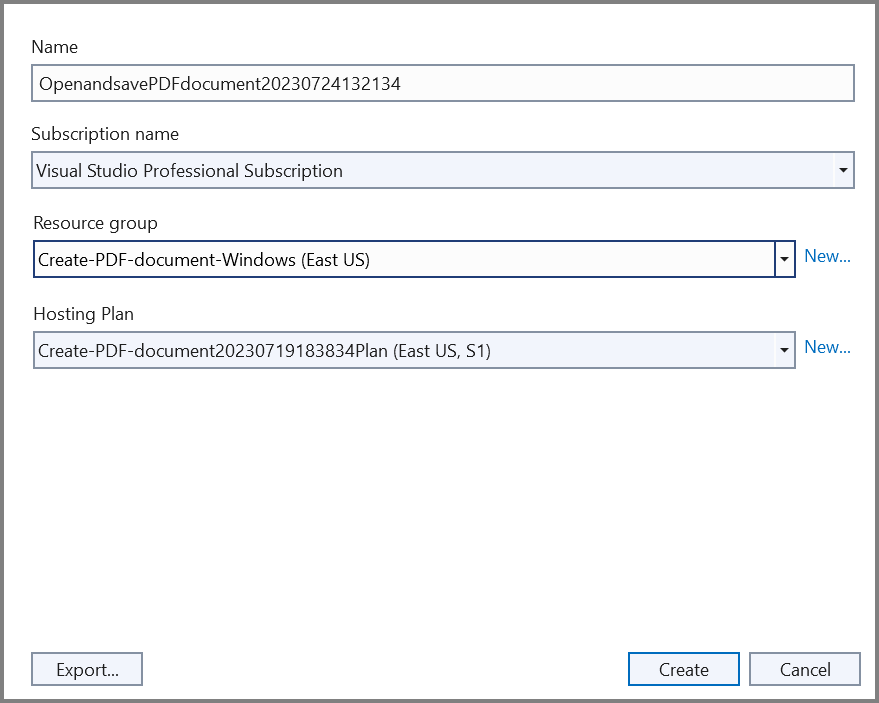 Name
OpenandsavePDFdocument20230724132134
Subscription name
Visual Studio Professional Subscription
Resource group
Create-PDF-document-Windows (East US)
New...
Hosting Plan
Create-PDF-document20230719183834Plan (East US, S1)
New...
Export...
Create
Cancel